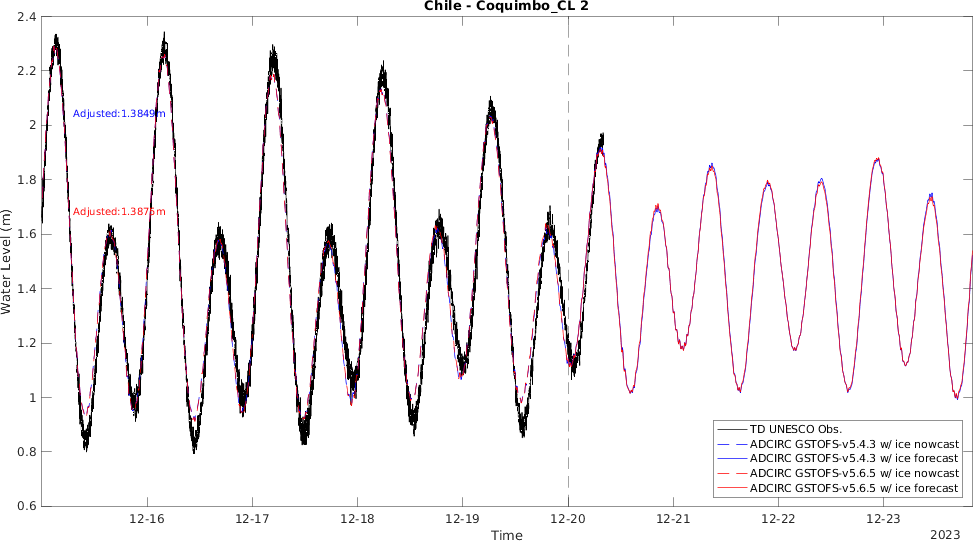 Chile - Coquimbo_CL 2
2.4
2.2
2
1.8
1.6
1.4
1.2
1
0.8
0.6
Water Level (m)
Adjusted:1.3849m
Adjusted:1.3876m
TD UNESCO Obs.
ADCIRC GSTOFS-v5.4.3 w/ ice nowcast
ADCIRC GSTOFS-v5.4.3 w/ ice forecast
ADCIRC GSTOFS-v5.6.5 w/ ice nowcast
ADCIRC GSTOFS-v5.6.5 w/ ice forecast
12-16 12-17 12-18 12-19 12-20 12-21 12-22 12-23
Time
2023